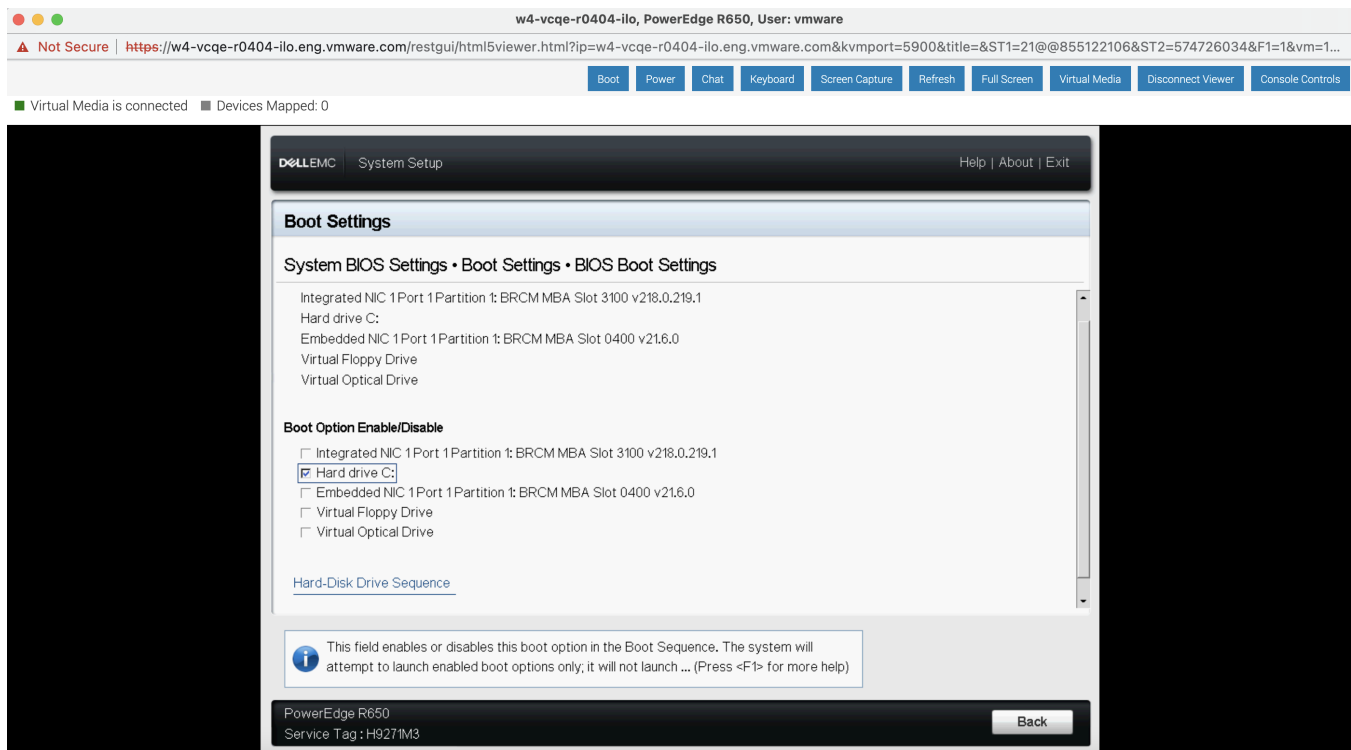 w4-vcqe-r0404-ilo, PowerEdge R650, User: vmware
Not Secure | https://w4-vcqe-r0404-ilo.eng.vmware.com/restgui/html5viewer.html?ip=w4-vcqe-r0404-ilo.eng.vmware.com&kvmport=5900&title=&ST1=21@@855122106&ST2=574726034&F1=1&vm=1...
Boot Power Chat Keyboard Screen Capture Refresh Full Screen Virtual Media Disconnect Viewer Console Controls
Virtual Media is connected Devices Mapped: 0
DELLEMC System Setup Help | About | Exit
Boot Settings
System BIOS Settings • Boot Settings • BIOS Boot Settings
Integrated NIC 1 Port 1 Partition 1: BRCM MBA Slot 3100 v218.0.219.1
Hard drive C:
Embedded NIC 1 Port 1 Partition 1: BRCM MBA Slot 0400 v21.6.0
Virtual Floppy Drive
Virtual Optical Drive
Boot Option Enable/Disable
Integrated NIC 1 Port 1 Partition 1: BRCM MBA Slot 3100 v218.0.219.1
Hard drive C:
Embedded NIC 1 Port 1 Partition 1: BRCM MBA Slot 0400 v21.6.0
Virtual Floppy Drive
Virtual Optical Drive
Hard-Disk Drive Sequence
This field enables or disables this boot option in the Boot Sequence. The system will
attempt to launch enabled boot options only; it will not launch ... (Press <F1> for more help)
PowerEdge R650
Service Tag : H9271M3
Back